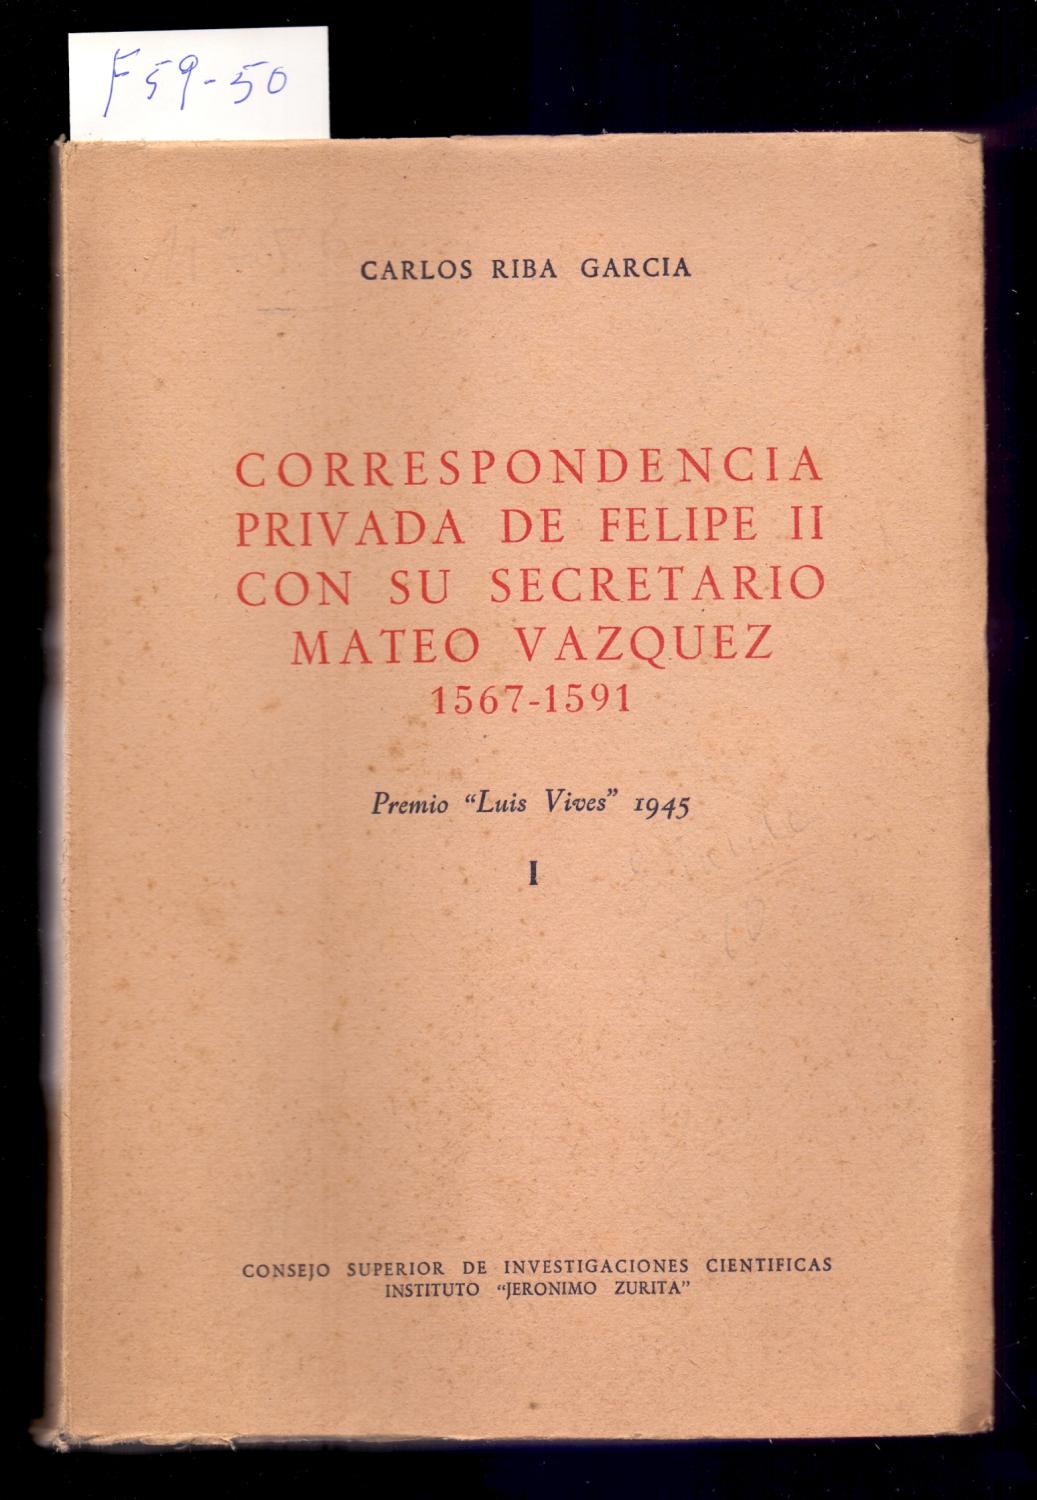 F59-50
CARLOS RIBA GARCIA
CORRESPONDENCIA
PRIVADA DE FELIPE II
CON SU SECRETARIO
MATEO VAZQUEZ
1567-1591
Premio “Luis Vives” 1945
I
CONSEJO SUPERIOR DE INVESTIGACIONES CIENTIFICAS
INSTITUTO “JERONIMO ZURITA”